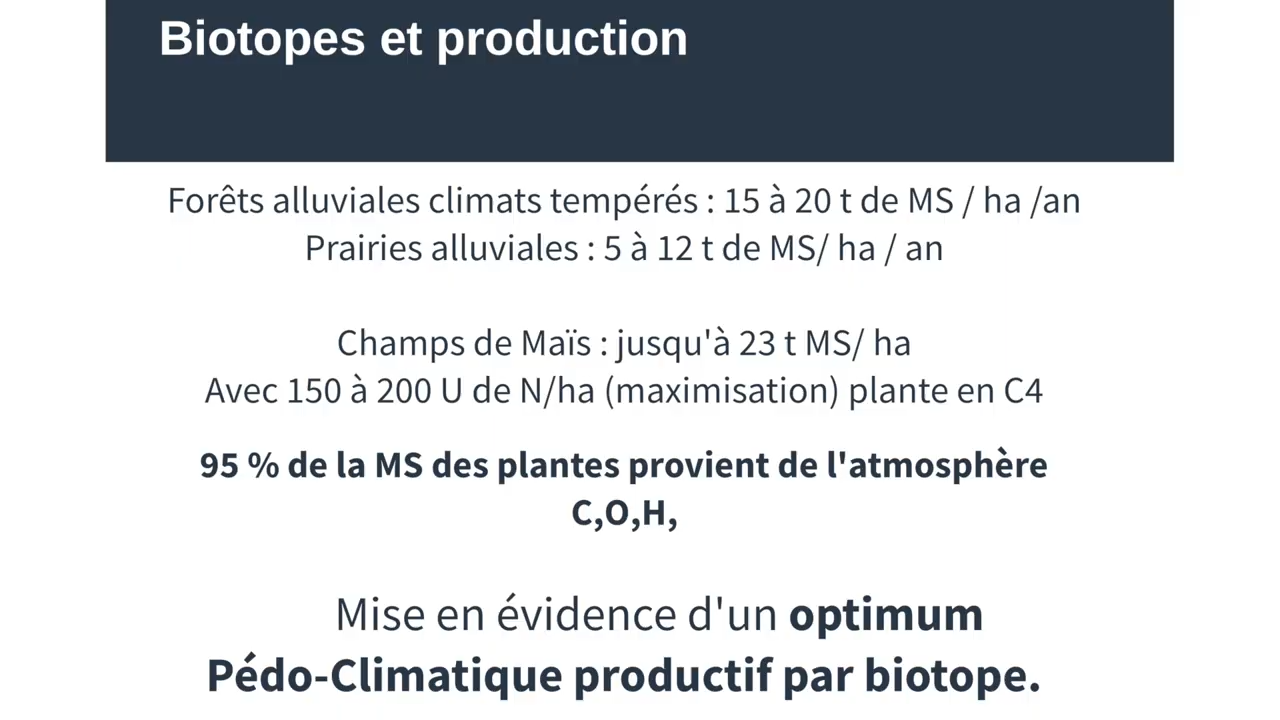 Biotopes et production
Forêts alluviales climats tempérés : 15 à 20 t de MS / ha /an
Prairies alluviales : 5 à 12 t de MS/ ha / an
Champs de Maïs : jusqu'à 23 t MS/ ha
Avec 150 à 200 U de N/ha (maximisation) plante en C4
95 % de la MS des plantes provient de l'atmosphère
C,O,H,
Mise en évidence d'un optimum
Pédo-Climatique productif par biotope.